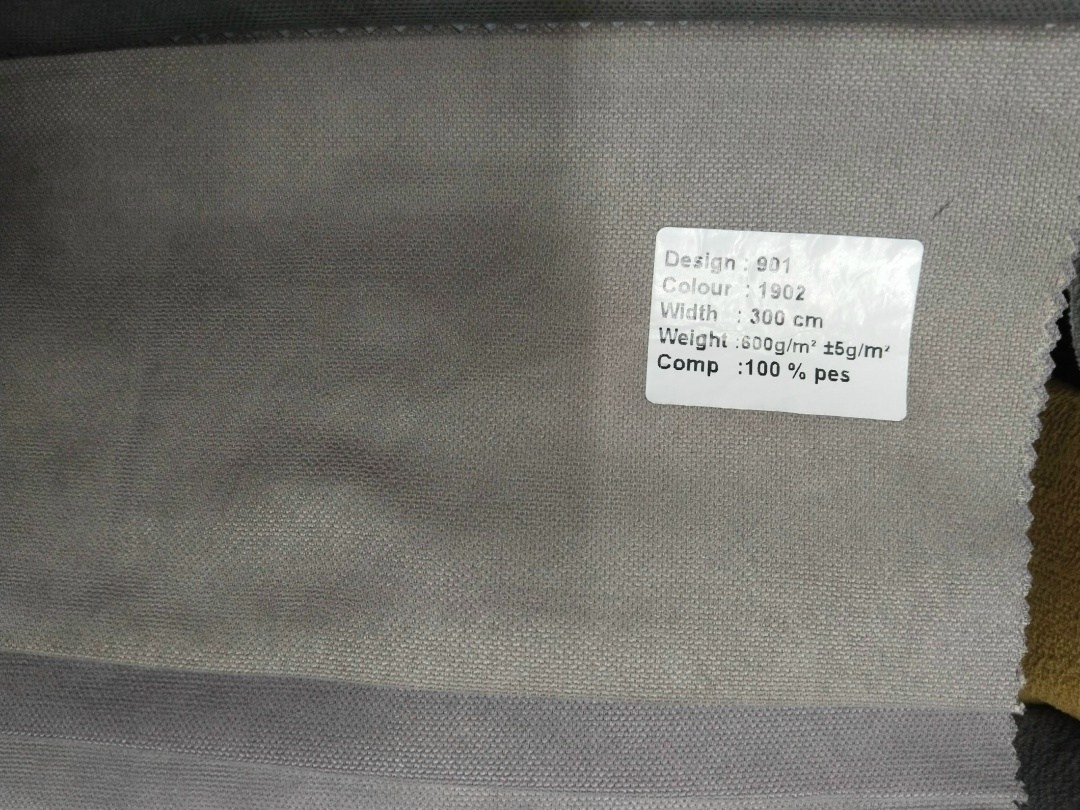 Design : 901
Colour : 1902
Width : 300 cm
Weight :600g/m² ±5g/m²
Comp :100 % pes